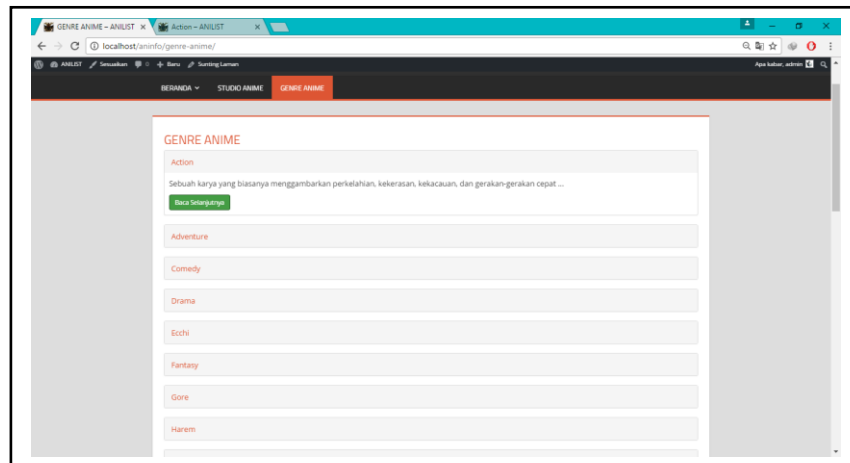 GENRE ANIME – ANILIST
Action – ANILIST
localhost/aninfo/genre-anime/
ANILIST Sesuaikan 0 Baru Sunting Laman Apa kabar, admin
BERANDA STUDIO ANIME GENRE ANIME
GENRE ANIME
Action
Sebuah karya yang biasanya menggambarkan perkelahian, kekerasan, kekacauan, dan gerakan-gerakan cepat ...
Baca Selanjutnya
Adventure
Comedy
Drama
Ecchi
Fantasy
Gore
Harem